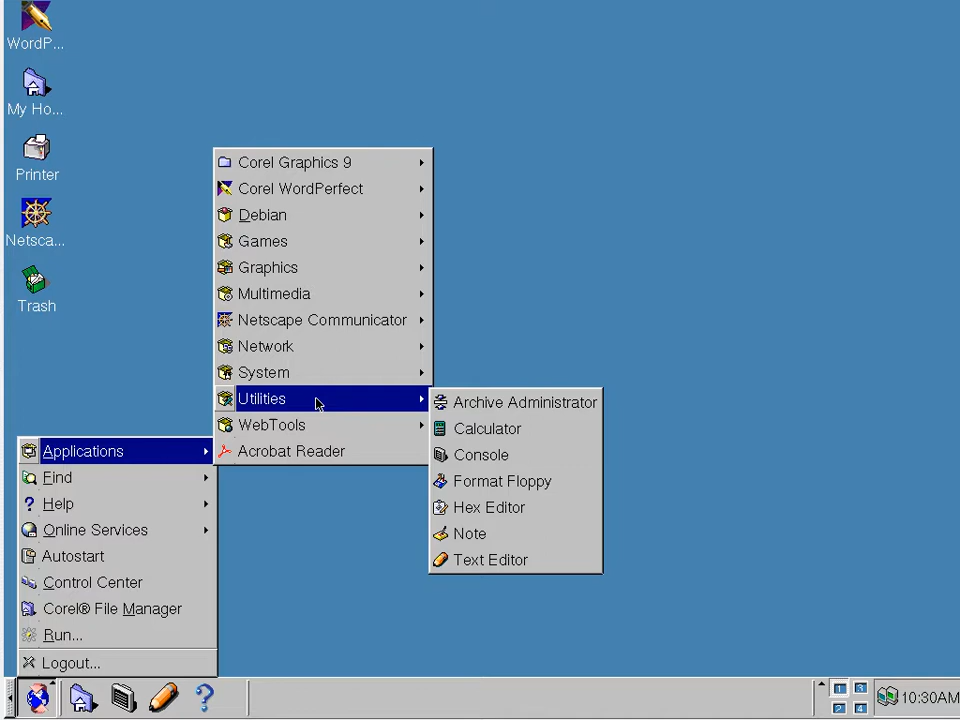 WordP...
My Ho...
Printer
Netsca...
Trash
Corel Graphics 9
Corel WordPerfect
Debian
Games
Graphics
Multimedia
Netscape Communicator
Network
System
Utilities
WebTools
Acrobat Reader
Archive Administrator
Calculator
Console
Format Floppy
Hex Editor
Note
Text Editor
Applications
Find
Help
Online Services
Autostart
Control Center
Corel® File Manager
Run...
Logout...
1 3
2 4
10:30AM